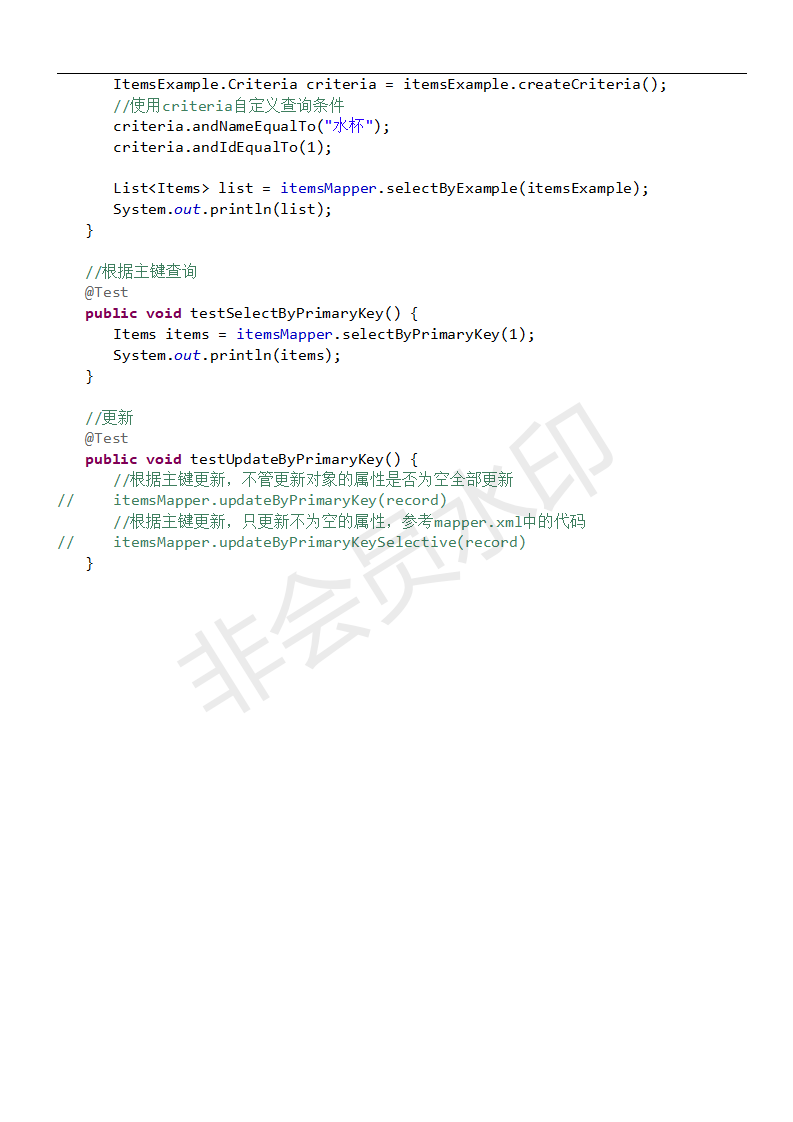 ItemsExample.Criteria criteria = itemsExample.createCriteria();
//使用criteria自定义查询条件
criteria.andNameEqualTo("水杯");
criteria.andIdEqualTo(1);
List<Items> list = itemsMapper.selectByExample(itemsExample);
System.out.println(list);
}
//根据主键查询
@Test
public void testSelectByPrimaryKey() {
Items items = itemsMapper.selectByPrimaryKey(1);
System.out.println(items);
}
//更新
@Test
public void testUpdateByPrimaryKey() {
//根据主键更新，不管更新对象的属性是否为空全部更新
// itemsMapper.updateByPrimaryKey(record)
//根据主键更新，只更新不为空的属性，参考mapper.xml中的代码
// itemsMapper.updateByPrimaryKeySelective(record)
}
非会员水印